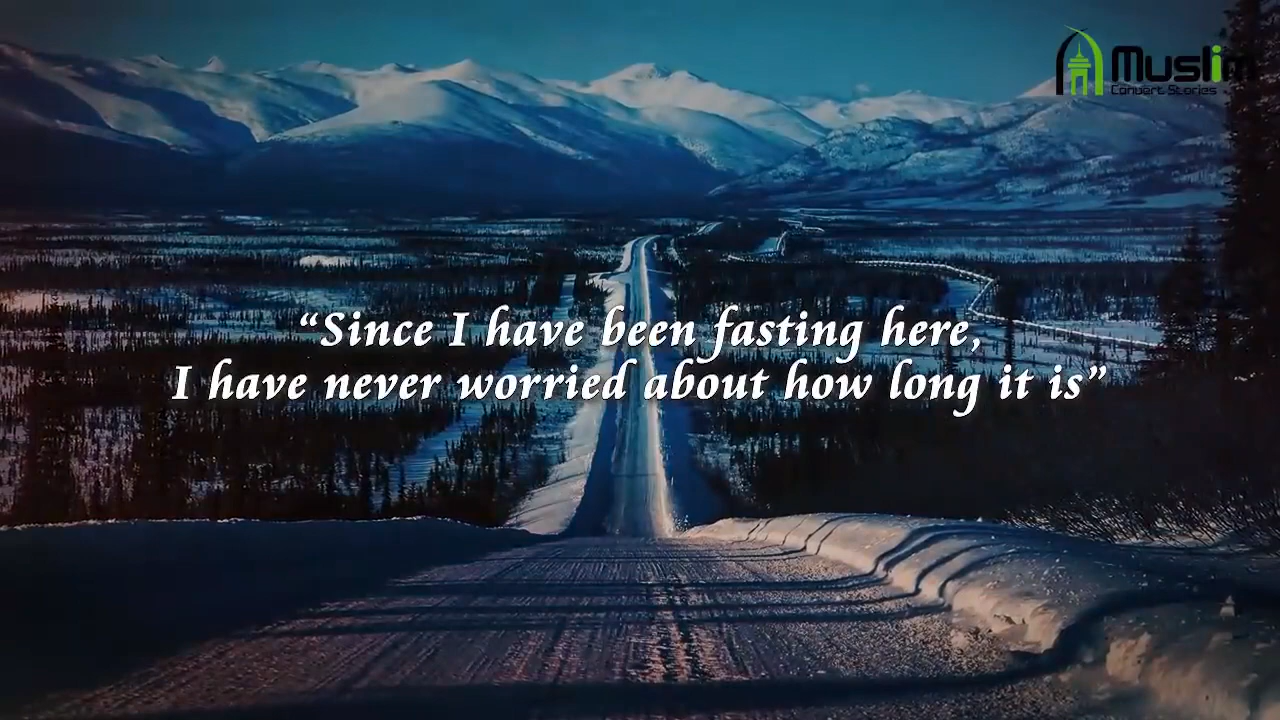 Muslim
Convert Stories
“Since I have been fasting here,
I have never worried about how long it is”